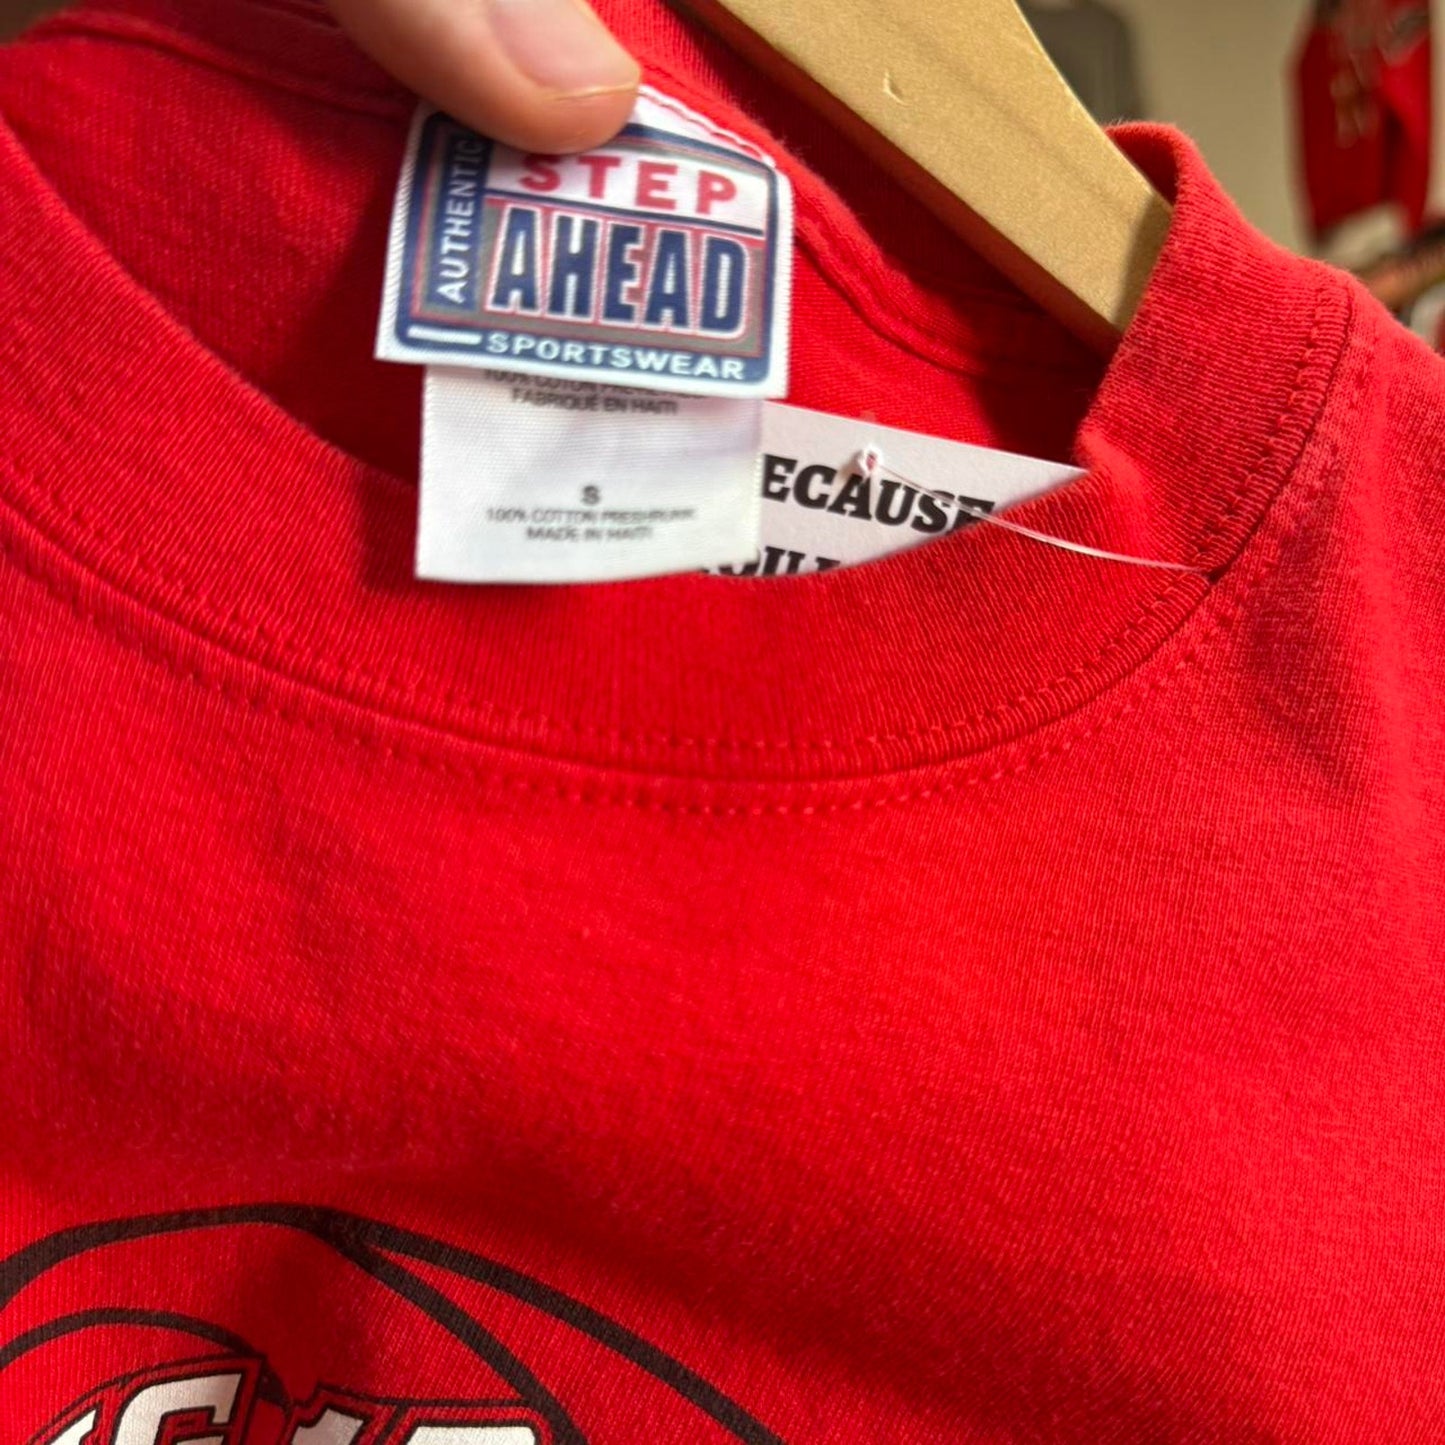 AUTHENTIC
STEP
AHEAD
SPORTSWEAR
FABRIQUÉ EN HAITI
S
100% COTTON PRESHRUNK
MADE IN HAITI
ECAUSE